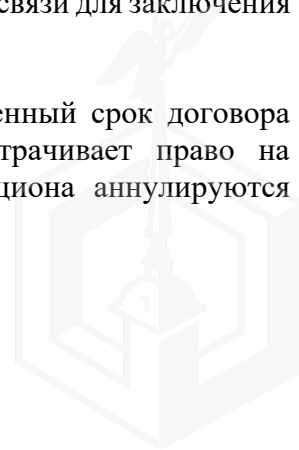 связи для заключения
енный срок договора
трачивает право на
циона аннулируются